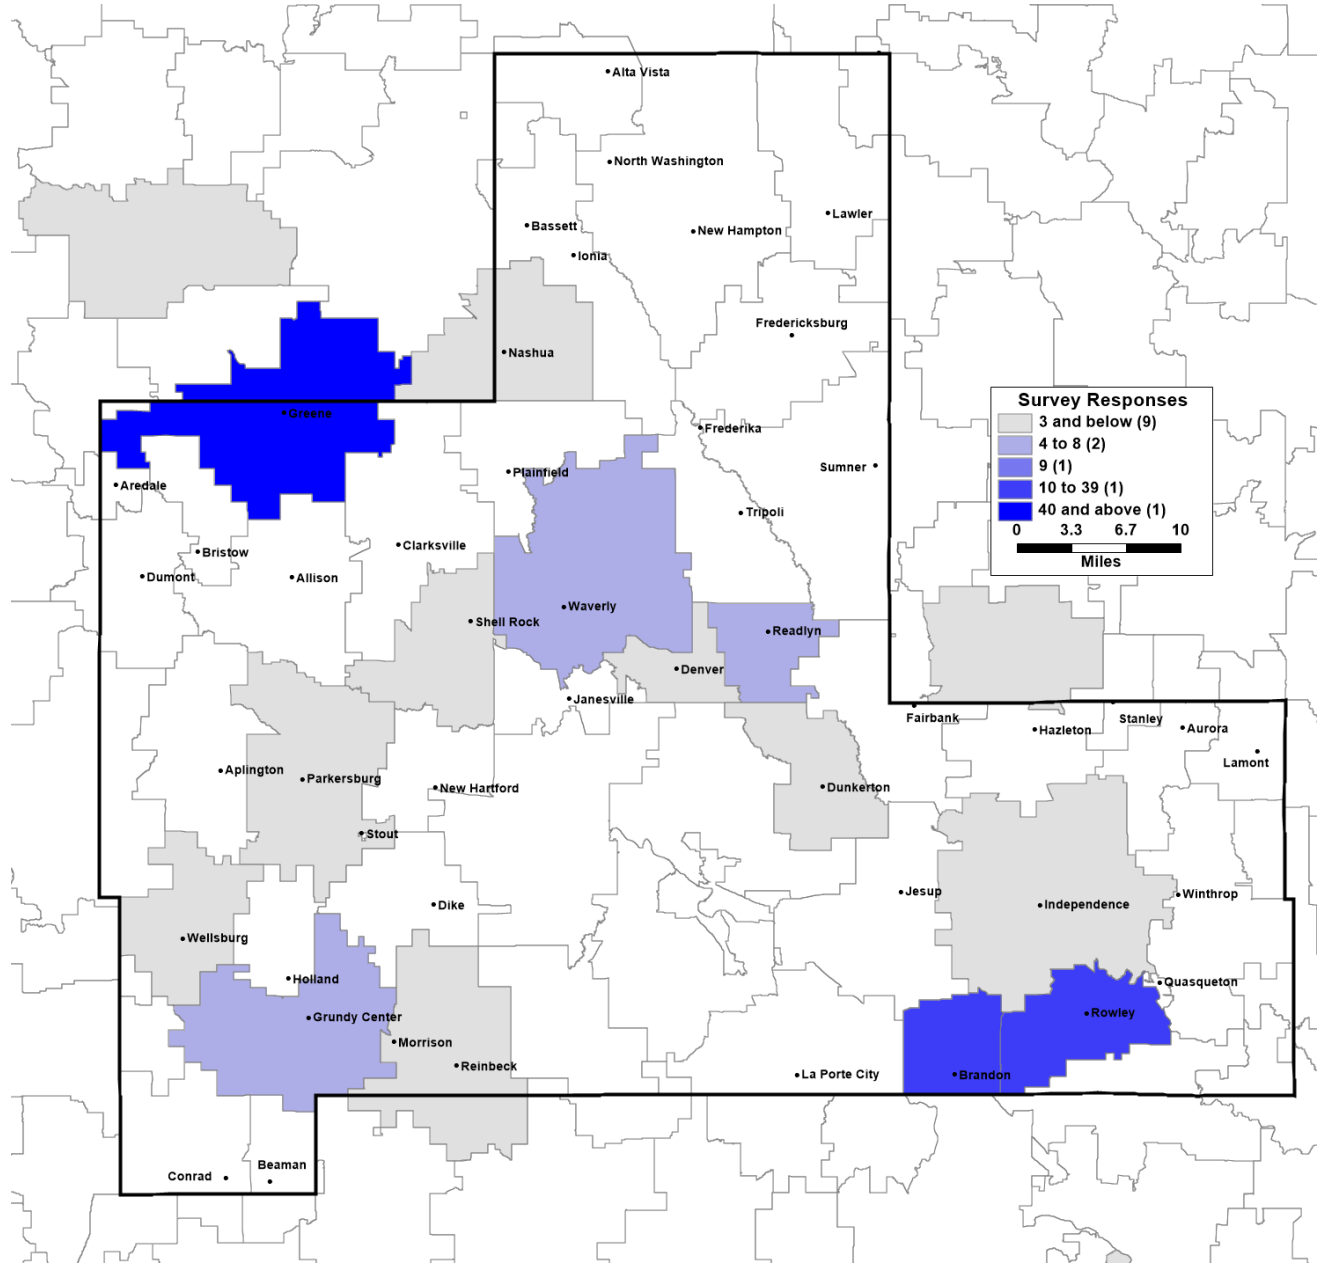 Alta Vista
North Washington
Lawler
Bassett
New Hampton
Ionia
Fredericksburg
Nashua
Survey Responses
3 and below (9)
4 to 8 (2)
9 (1)
10 to 39 (1)
40 and above (1)
0 3.3 6.7 10
Miles
Greene
Frederika
Sumner
Plainfield
Aredale
Tripoli
Clarksville
Bristow
Dumont
Allison
Waverly
Shell Rock
Readlyn
Denver
Janesville
Fairbank
Stanley
Hazleton
Aurora
Lamont
Aplington
Parkersburg
New Hartford
Dunkerton
Stout
Jesup
Winthrop
Dike
Independence
Wellsburg
Holland
Quasqueton
Grundy Center
Rowley
Morrison
Reinbeck
La Porte City
Brandon
Beaman
Conrad